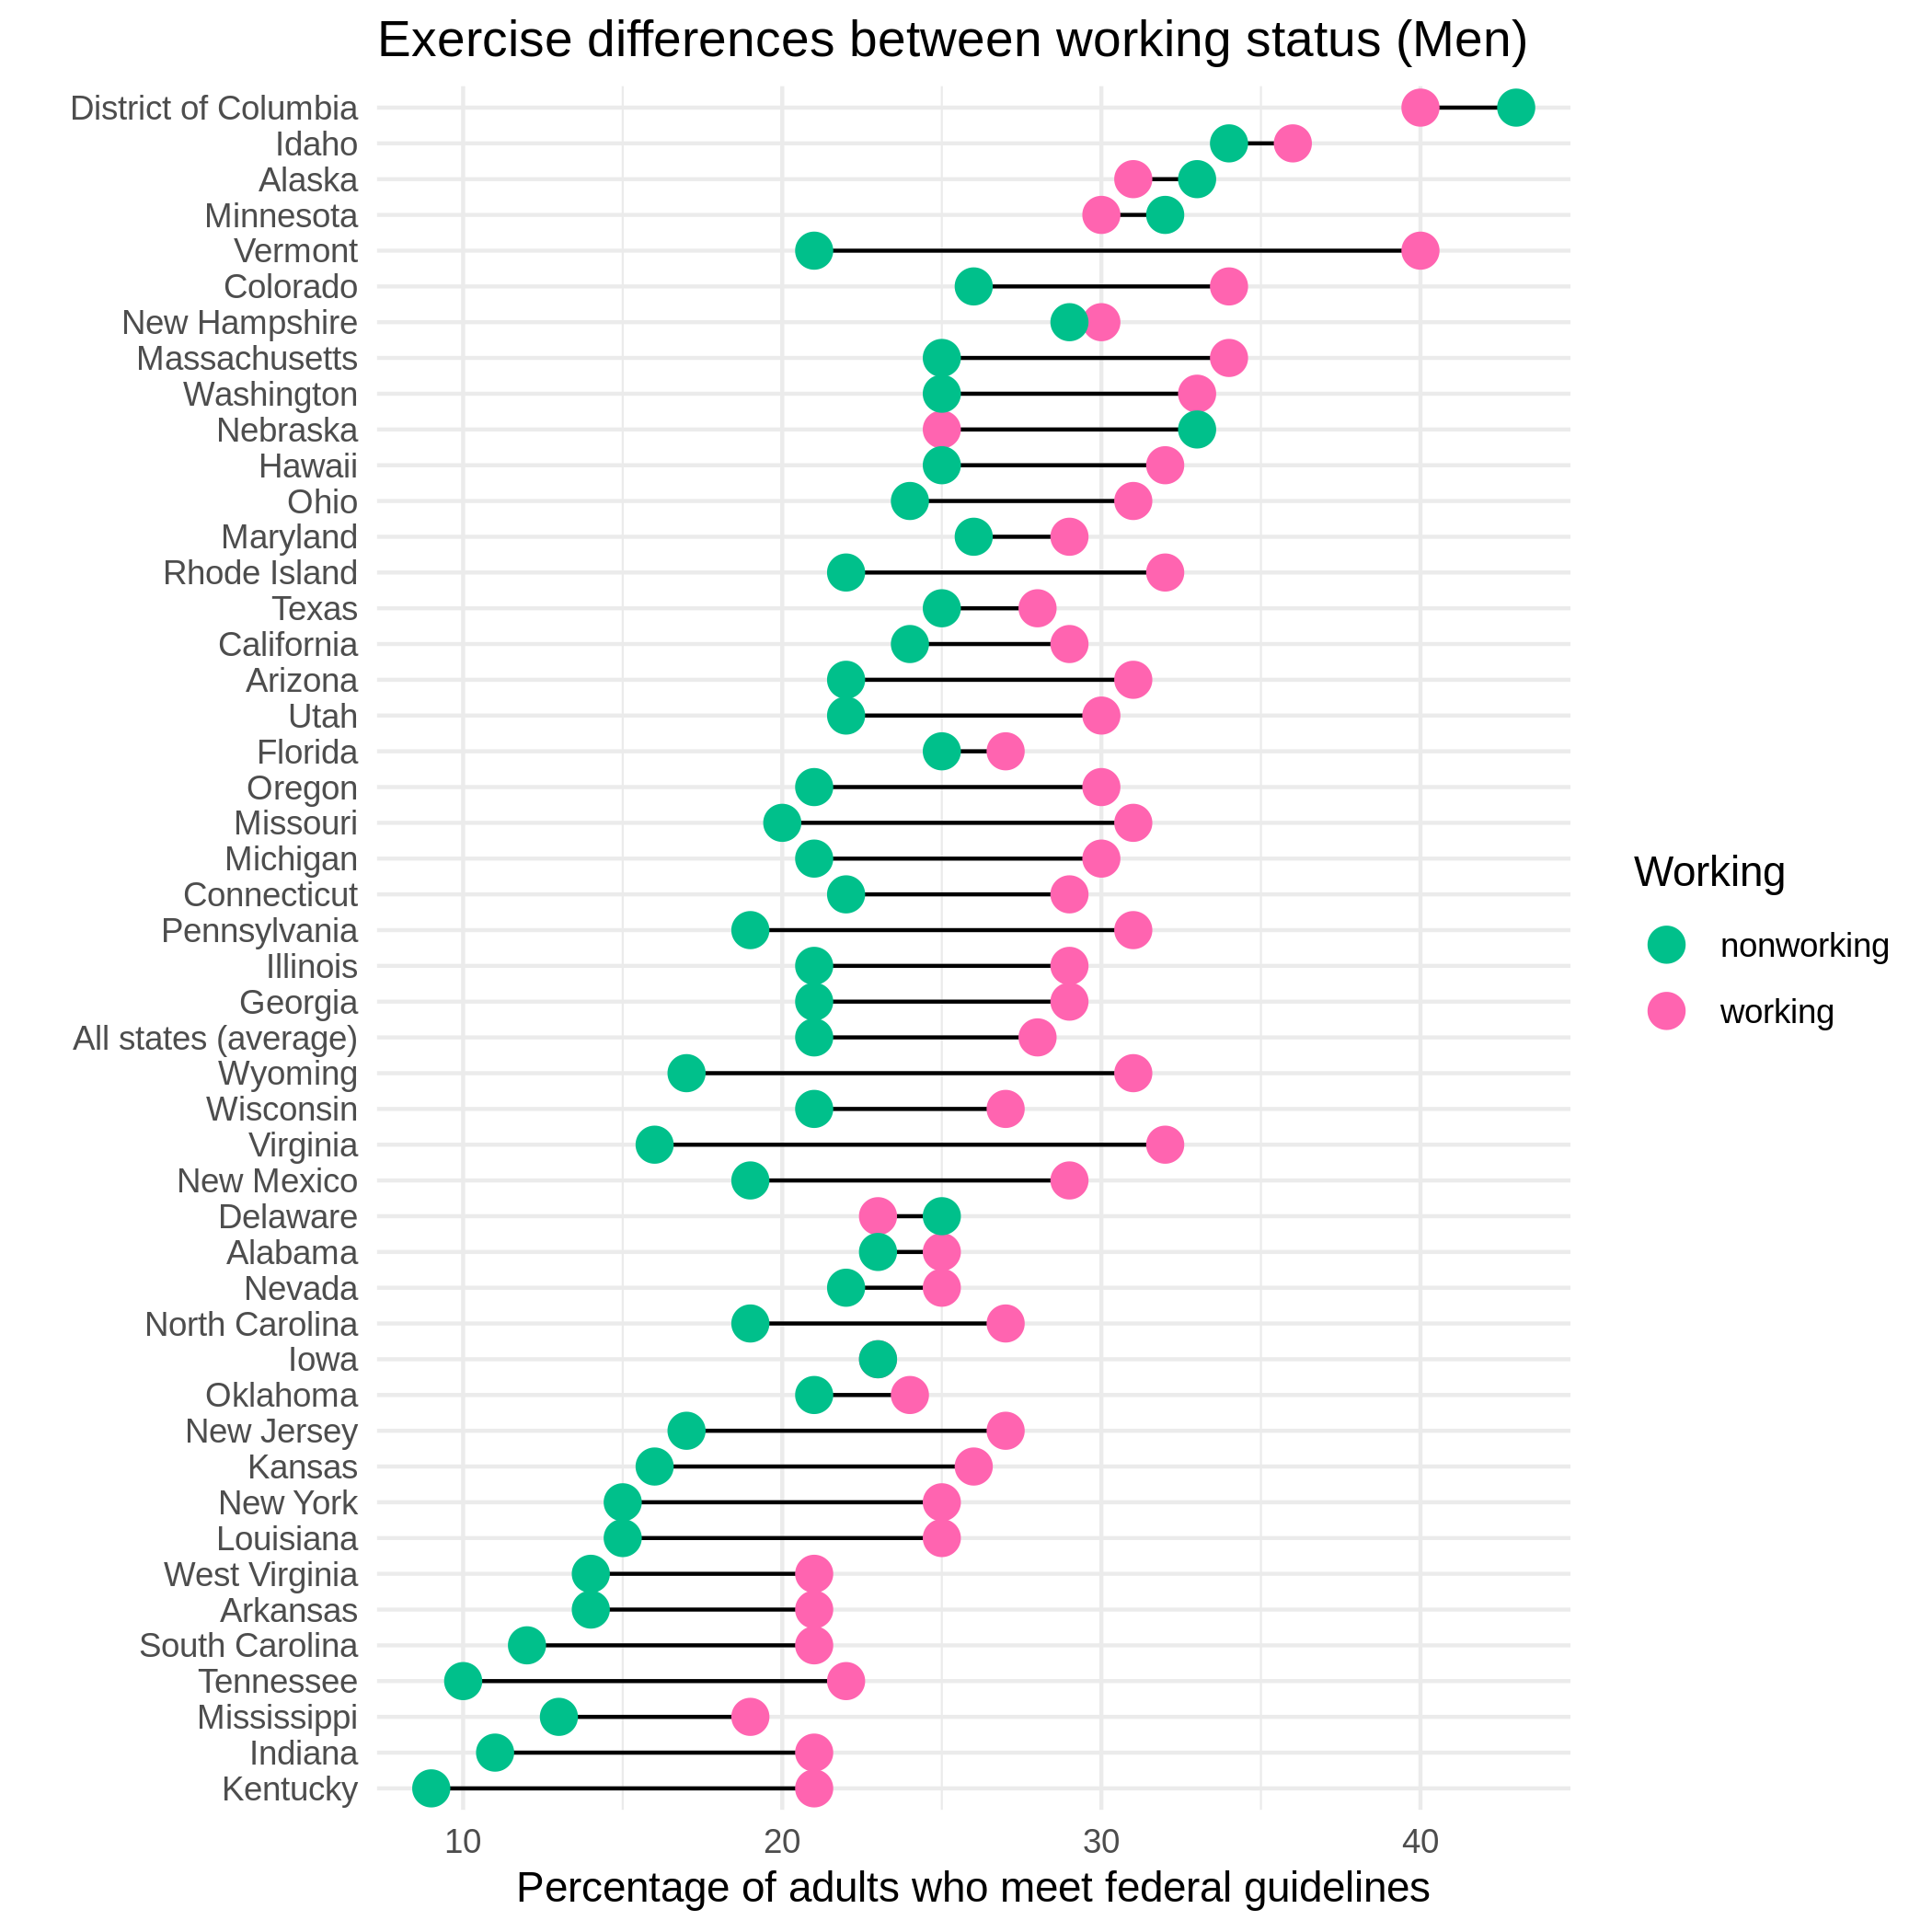 Exercise differences between working status (Men)
District of Columbia
Idaho
Alaska
Minnesota
Vermont
Colorado
New Hampshire
Massachusetts
Washington
Nebraska
Hawaii
Ohio
Maryland
Rhode Island
Texas
California
Arizona
Utah
Florida
Oregon
Missouri
Michigan
Connecticut
Pennsylvania
Illinois
Georgia
All states (average)
Wyoming
Wisconsin
Virginia
New Mexico
Delaware
Alabama
Nevada
North Carolina
Iowa
Oklahoma
New Jersey
Kansas
New York
Louisiana
West Virginia
Arkansas
South Carolina
Tennessee
Mississippi
Indiana
Kentucky
10 20 30 40
Percentage of adults who meet federal guidelines
Working
nonworking
working